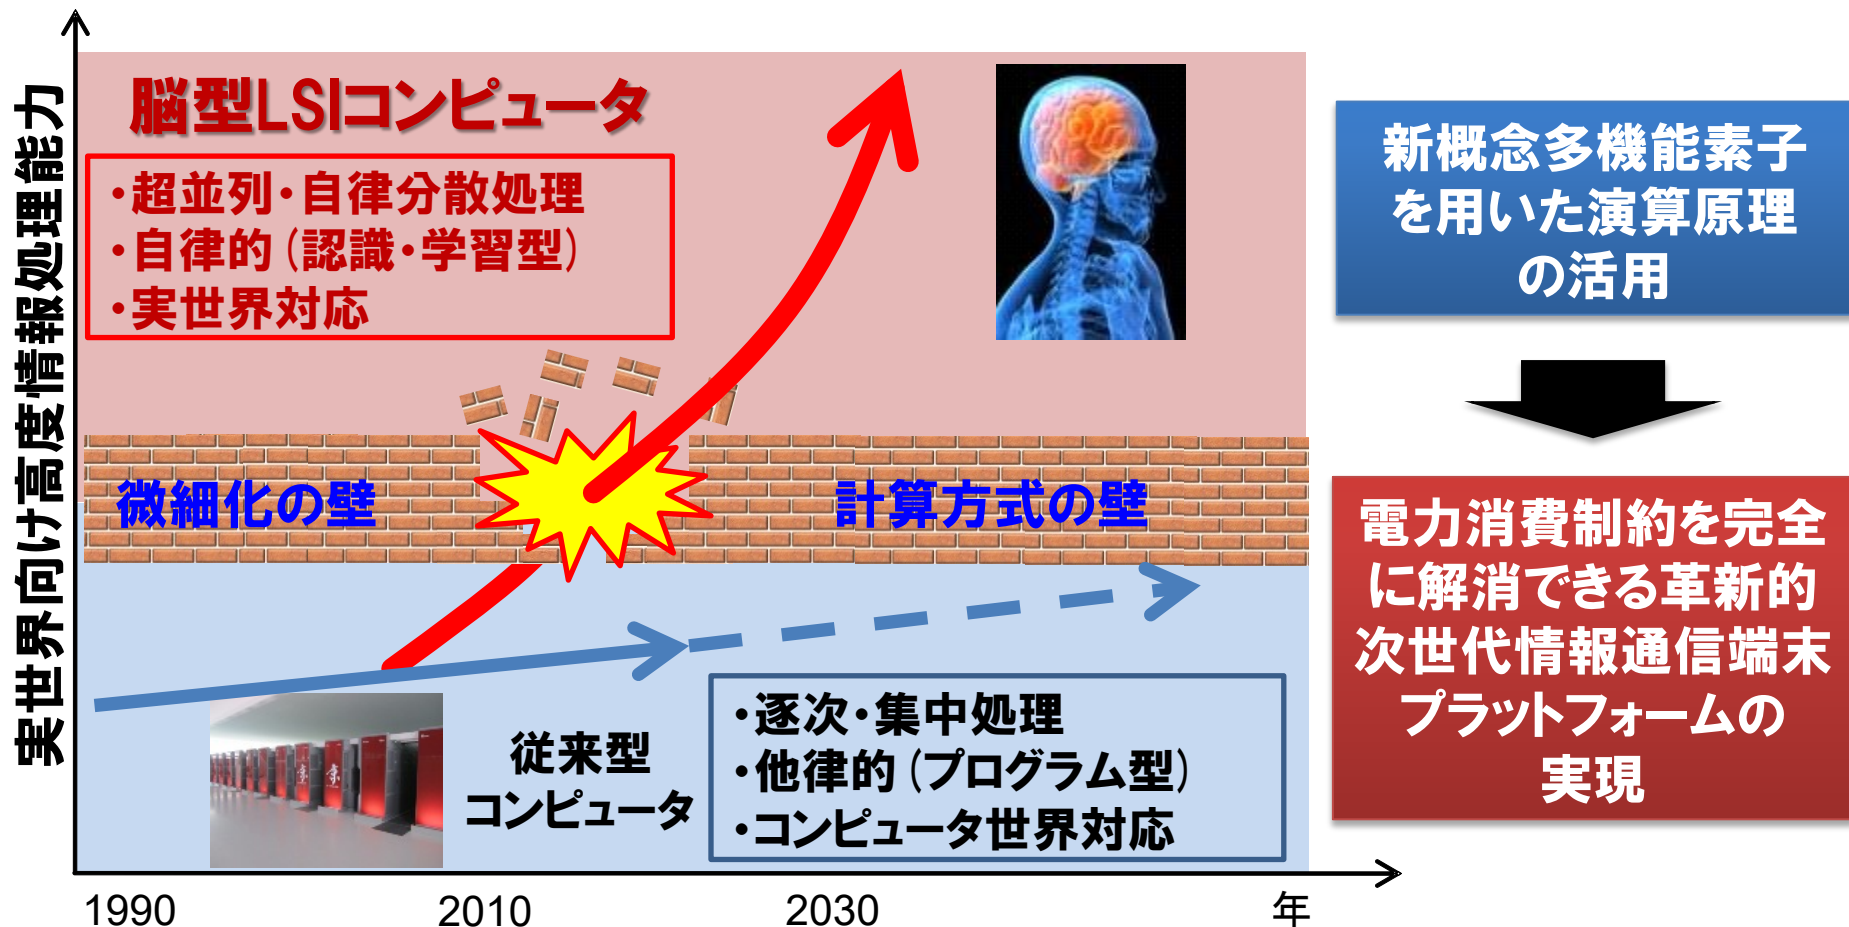 実世界向け高度情報処理能力
脳型LSIコンピュータ
・超並列・自律分散処理
・自律的(認識・学習型)
・実世界対応
微細化の壁
計算方式の壁
京
従来型
コンピュータ
・逐次・集中処理
・他律的(プログラム型)
・コンピュータ世界対応
1990
2010
2030
年
新概念多機能素子
を用いた演算原理
の活用
電力消費制約を完全
に解消できる革新的
次世代情報通信端末
プラットフォームの
実現